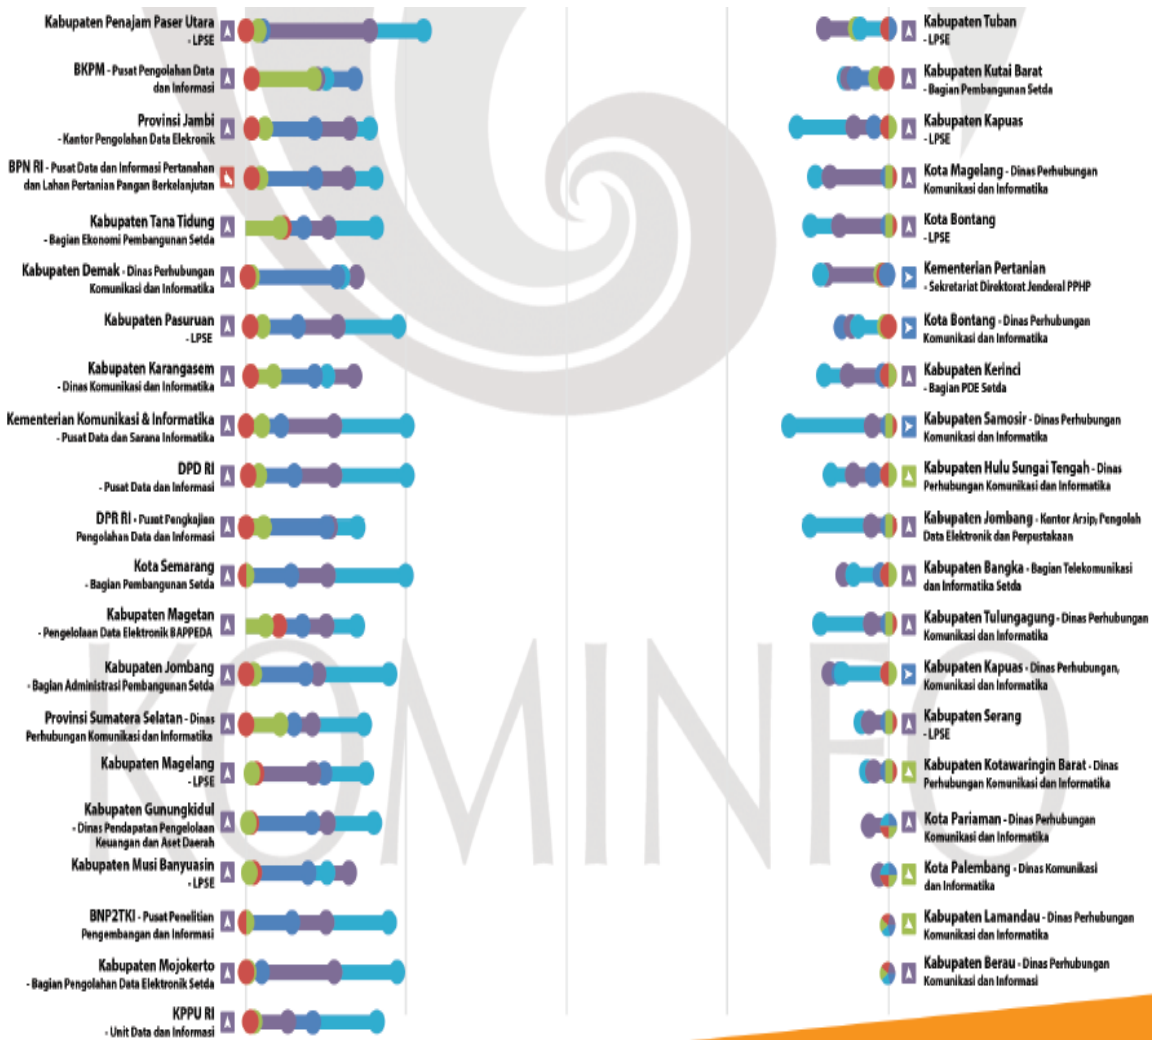 Kabupaten Penajam Paser Utara
- LPSE
BKPM - Pusat Pengolahan Data
dan Informasi
Provinsi Jambi
- Kantor Pengolahan Data Elekronik
BPN RI - Pusat Data dan Informasi Pertanahan
dan Lahan Pertanian Pangan Berkelanjutan
Kabupaten Tana Tidung
- Bagian Ekonomi Pembangunan Setda
Kabupaten Demak - Dinas Perhubungan
Komunikasi dan Informatika
Kabupaten Pasuruan
- LPSE
Kabupaten Karangasem
- Dinas Komunikasi dan Informatika
Kementerian Komunikasi & Informatika
- Pusat Data dan Sarana Informatika
DPD RI
- Pusat Data dan Informasi
DPR RI - Pusat Pengkajian
Pengolahan Data dan Informasi
Kota Semarang
- Bagian Pembangunan Setda
Kabupaten Magetan
- Pengelolaan Data Elektronik BAPPEDA
Kabupaten Jombang
- Bagian Administrasi Pembangunan Setda
Provinsi Sumatera Selatan - Dinas
Perhubungan Komunikasi dan Informatika
Kabupaten Magelang
- LPSE
Kabupaten Gunungkidul
- Dinas Pendapatan Pengelolaan
Keuangan dan Aset Daerah
Kabupaten Musi Banyuasin
- LPSE
BNP2TKI - Pusat Penelitian
Pengembangan dan Informasi
Kabupaten Mojokerto
- Bagian Pengolahan Data Elektronik Setda
KPPU RI
- Unit Data dan Informasi
Kabupaten Tuban
- LPSE
Kabupaten Kutai Barat
- Bagian Pembangunan Setda
Kabupaten Kapuas
- LPSE
Kota Magelang - Dinas Perhubungan
Komunikasi dan Informatika
Kota Bontang
- LPSE
Kementerian Pertanian
- Sekretariat Direktorat Jenderal PPHP
Kota Bontang - Dinas Perhubungan
Komunikasi dan Informatika
Kabupaten Kerinci
- Bagian PDE Setda
Kabupaten Samosir - Dinas Perhubungan
Komunikasi dan Informatika
Kabupaten Hulu Sungai Tengah - Dinas
Perhubungan Komunikasi dan Informatika
Kabupaten Jombang - Kantor Arsip, Pengolah
Data Elektronik dan Perpustakaan
Kabupaten Bangka - Bagian Telekomunikasi
dan Informatika Setda
Kabupaten Tulungagung - Dinas Perhubungan
Komunikasi dan Informatika
Kabupaten Kapuas - Dinas Perhubungan,
Komunikasi dan Informatika
Kabupaten Serang
- LPSE
Kabupaten Kotawaringin Barat - Dinas
Perhubungan Komunikasi dan Informatika
Kota Pariaman - Dinas Perhubungan
Komunikasi dan Informatika
Kota Palembang - Dinas Komunikasi
dan Informatika
Kabupaten Lamandau - Dinas Perhubungan
Komunikasi dan Informatika
Kabupaten Berau - Dinas Perhubungan
Komunikasi dan Informasi
KOMINFO